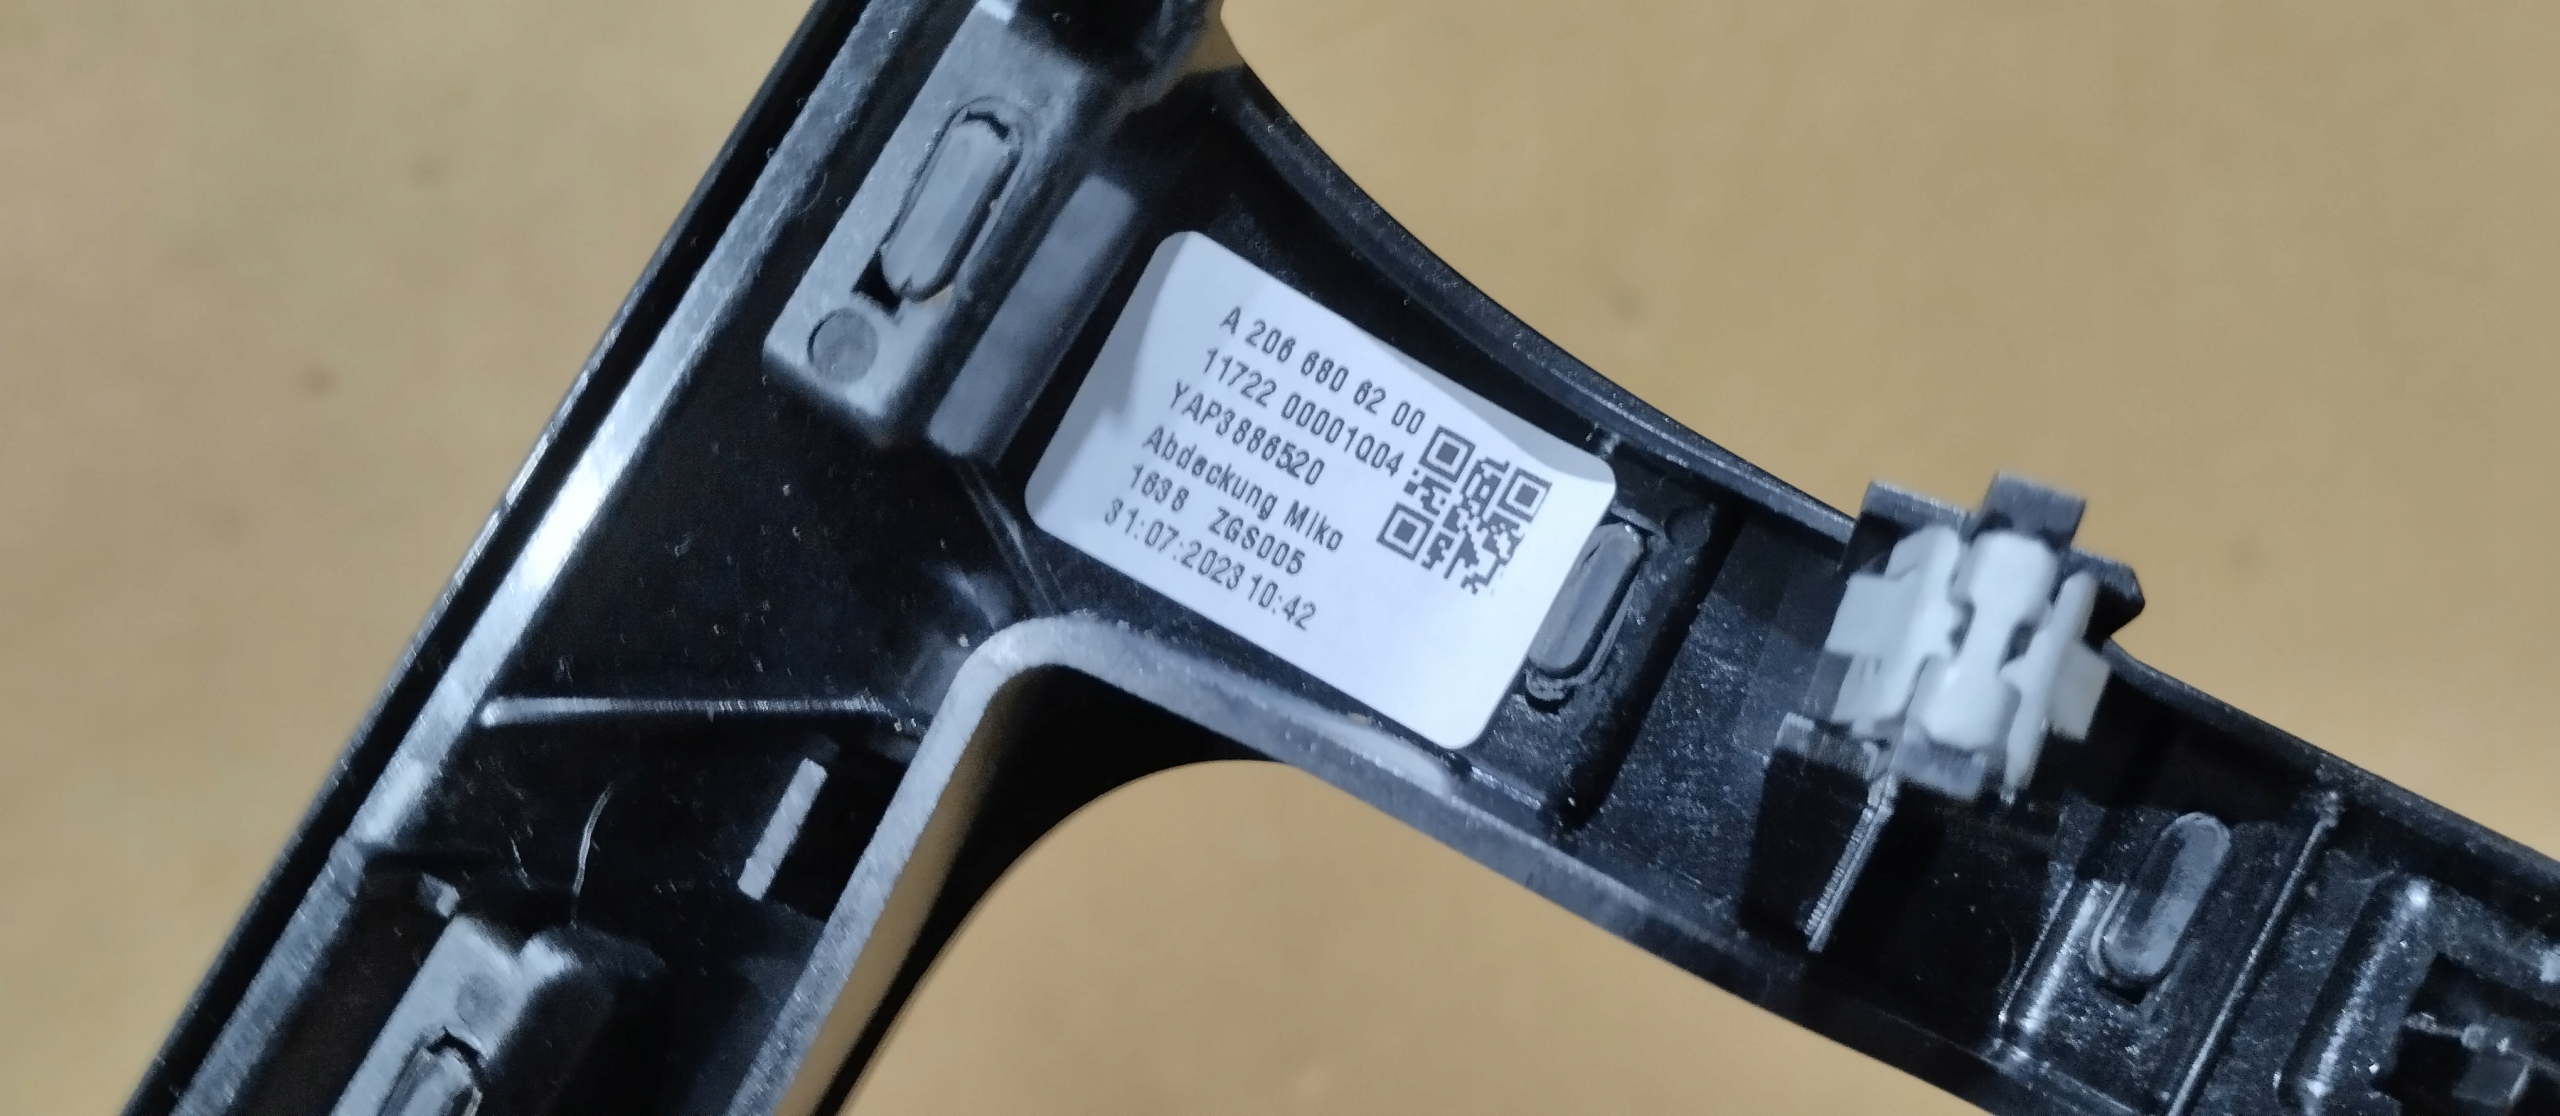 A 206 680 62 00
11722 00001Q04
YAP3886520
Abdeckung Miko
1638 ZGS005
31:07:2023 10:42